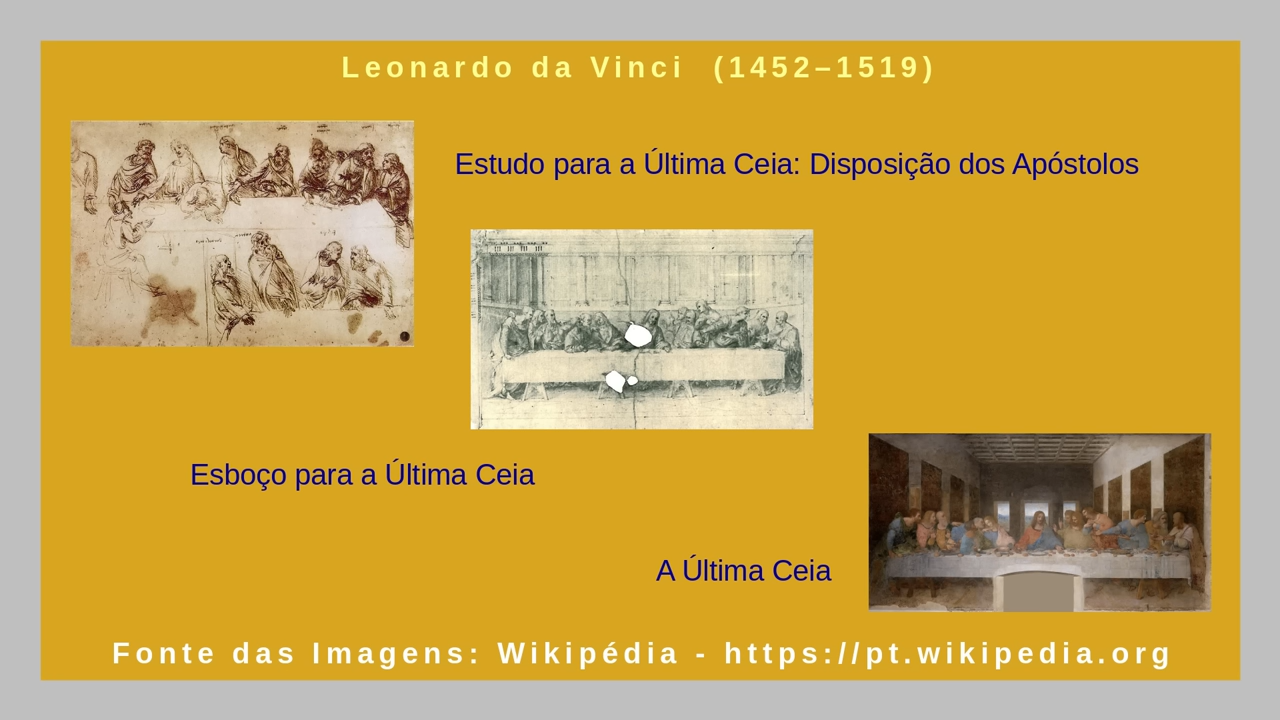 Leonardo da Vinci (1452–1519)
Estudo para a Última Ceia: Disposição dos Apóstolos
Esboço para a Última Ceia
A Última Ceia
Fonte das Imagens: Wikipédia - https://pt.wikipedia.org